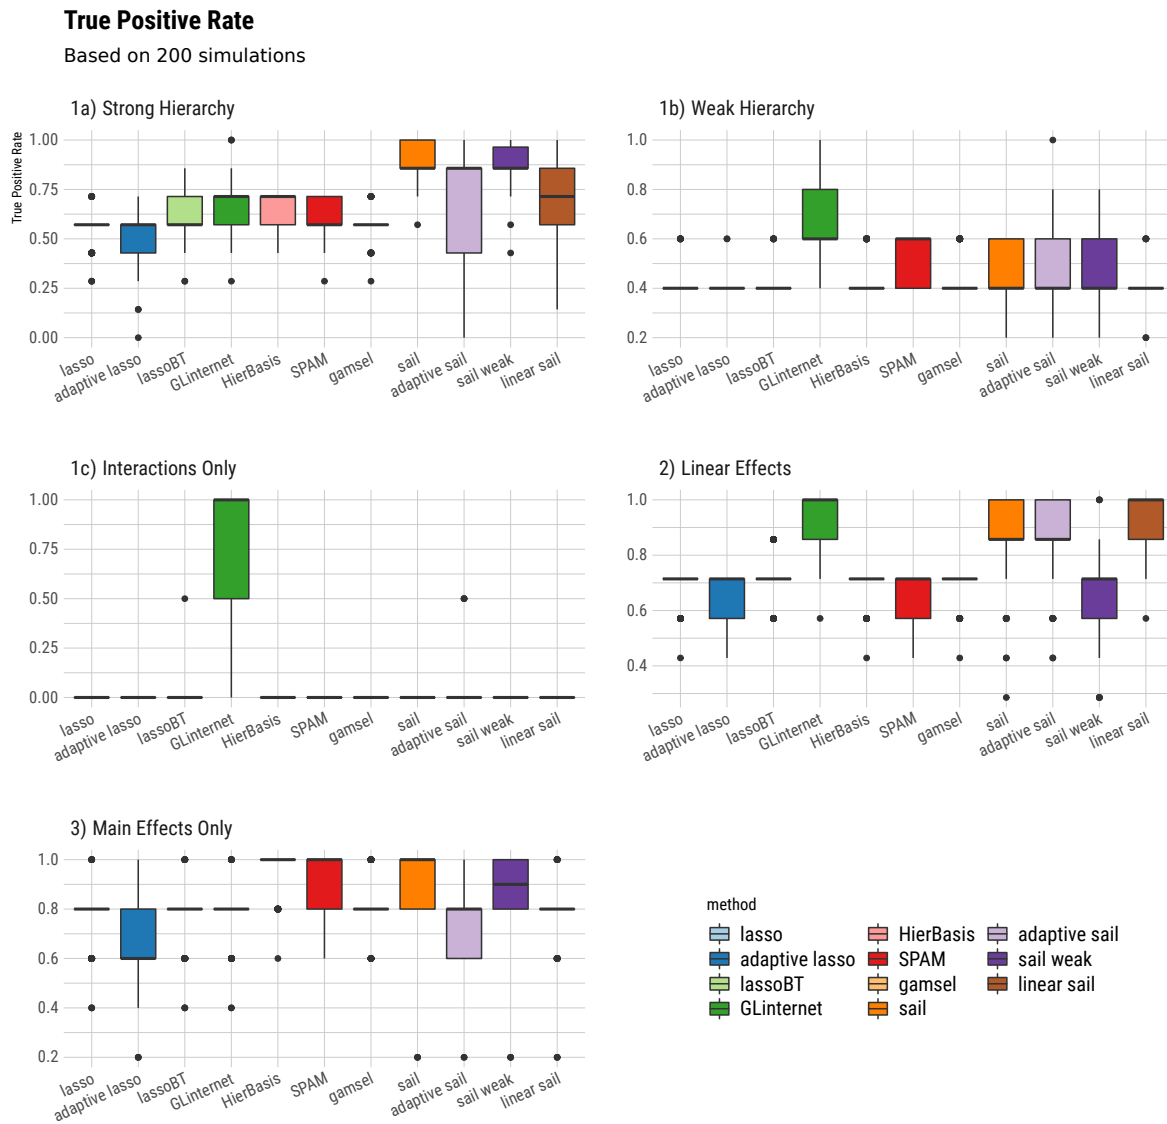 True Positive Rate
Based on 200 simulations
1a) Strong Hierarchy
True Positive Rate
1.00
0.75
0.50
0.25
0.00
lasso
adaptive lasso
lassoBT
GLinternet
HierBasis
SPAM
gamsel
sail
adaptive sail
sail weak
linear sail
1b) Weak Hierarchy
1.0
0.8
0.6
0.4
0.2
lasso
adaptive lasso
lassoBT
GLinternet
HierBasis
SPAM
gamsel
sail
adaptive sail
sail weak
linear sail
1c) Interactions Only
1.00
0.75
0.50
0.25
0.00
lasso
adaptive lasso
lassoBT
GLinternet
HierBasis
SPAM
gamsel
sail
adaptive sail
sail weak
linear sail
2) Linear Effects
1.0
0.8
0.6
0.4
lasso
adaptive lasso
lassoBT
GLinternet
HierBasis
SPAM
gamsel
sail
adaptive sail
sail weak
linear sail
3) Main Effects Only
1.0
0.8
0.6
0.4
0.2
lasso
adaptive lasso
lassoBT
GLinternet
HierBasis
SPAM
gamsel
sail
adaptive sail
sail weak
linear sail
method
lasso
adaptive lasso
lassoBT
GLinternet
HierBasis
SPAM
gamsel
sail
adaptive sail
sail weak
linear sail